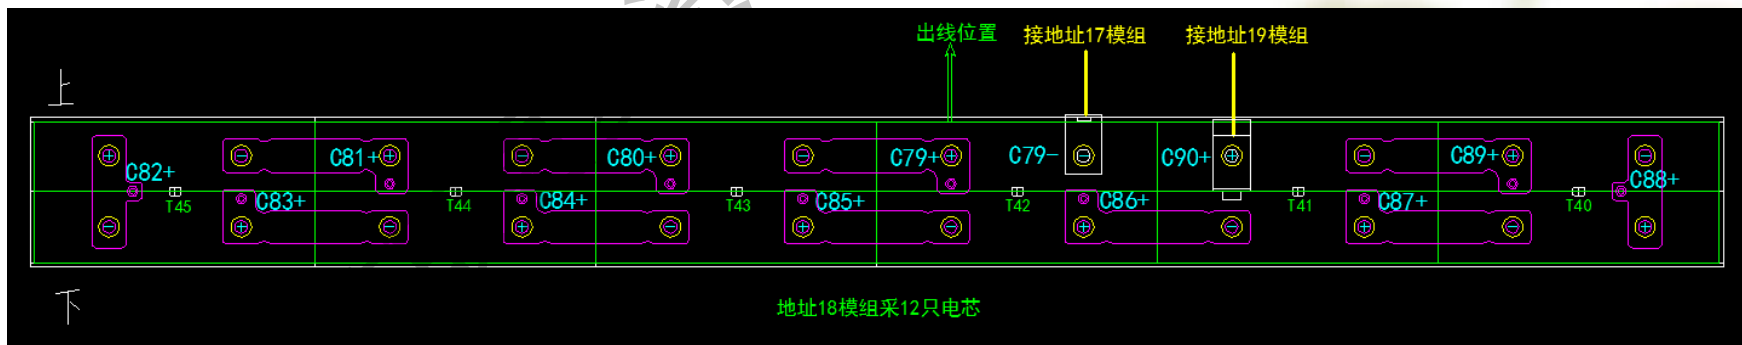 出线位置 接地址17模组 接地址19模组
上
C82+ C81+ C80+ C79+ C79- C90+ C89+ C88+
T45 T44 T43 T42 T41 T40
C83+ C84+ C85+ C86+ C87+
下
地址18模组采12只电芯